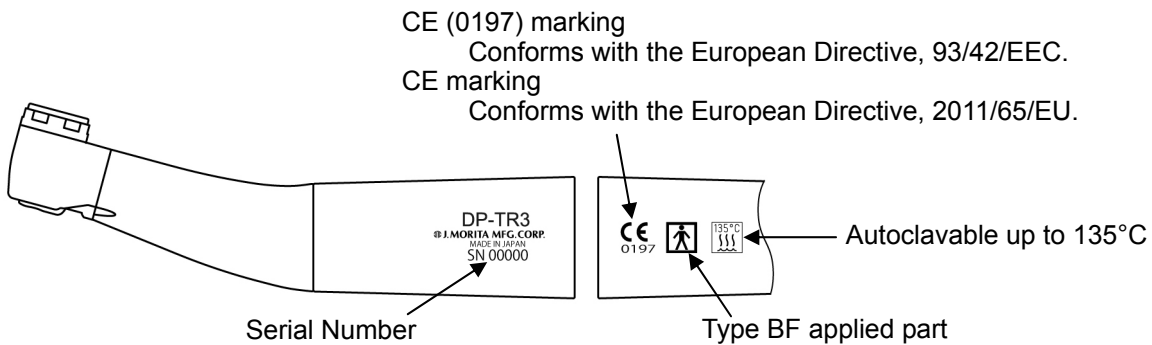 CE (0197) marking
Conforms with the European Directive, 93/42/EEC.
CE marking
Conforms with the European Directive, 2011/65/EU.
DP-TR3
J.MORITA MFG.CORP.
MADE IN JAPAN
SN 00000
CE
0197
135°C
Autoclavable up to 135°C
Serial Number
Type BF applied part